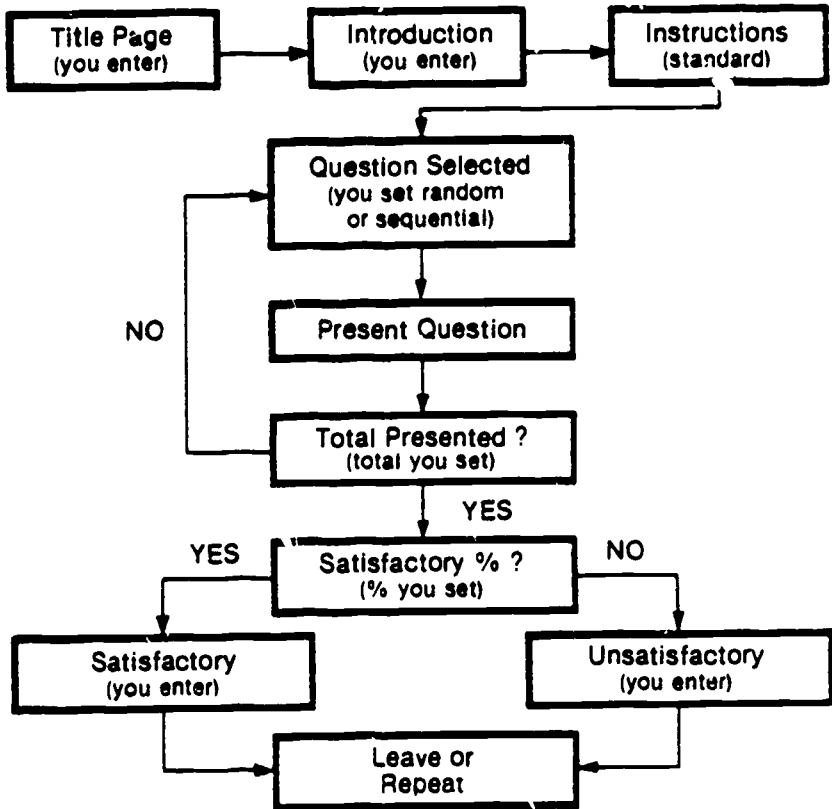 Title Page
(you enter)
Introduction
(you enter)
Instructions
(standard)
Question Selected
(you set random
or sequential)
NO
Present Question
Total Presented ?
(total you set)
YES
YES
Satisfactory % ?
(% you set)
NO
Satisfactory
(you enter)
Unsatisfactory
(you enter)
Leave or
Repeat